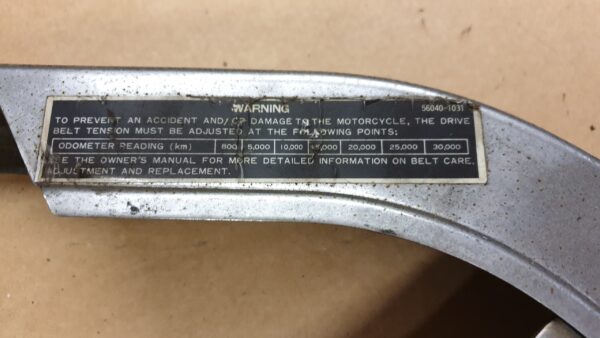 WARNING 56040-1031
TO PREVENT AN ACCIDENT AND/OR DAMAGE TO THE MOTORCYCLE, THE DRIVE
BELT TENSION MUST BE ADJUSTED AT THE FOLLOWING POINTS:
ODOMETER READING (km) 800 5,000 10,000 15,000 20,000 25,000 30,000
SEE THE OWNER'S MANUAL FOR MORE DETAILED INFORMATION ON BELT CARE,
ADJUSTMENT AND REPLACEMENT.